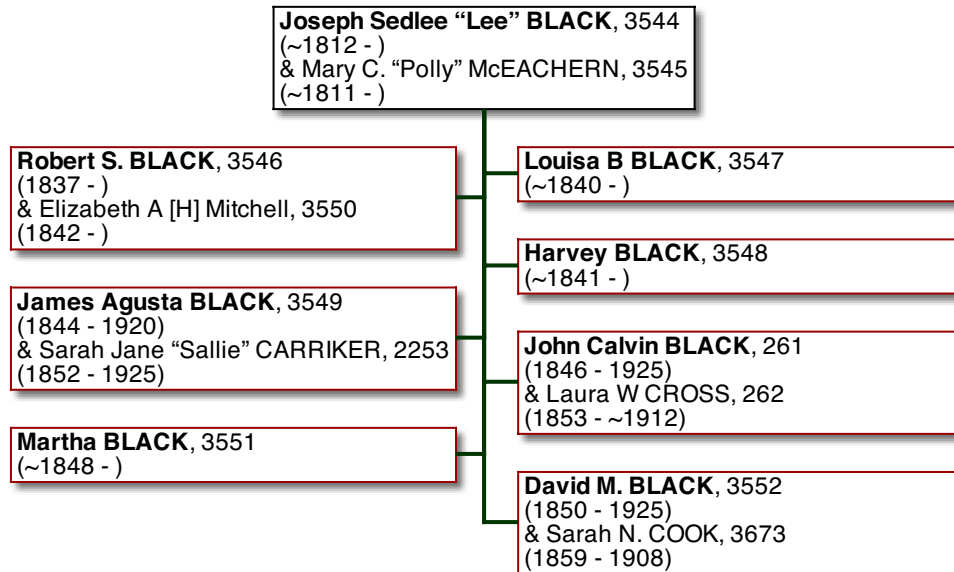 Joseph Sedlee “Lee” BLACK, 3544
(~1812 - )
& Mary C. “Polly” McEACHERN, 3545
(~1811 - )
Robert S. BLACK, 3546
(1837 - )
& Elizabeth A [H] Mitchell, 3550
(1842 - )
Louisa B BLACK, 3547
(~1840 - )
Harvey BLACK, 3548
(~1841 - )
James Agusta BLACK, 3549
(1844 - 1920)
& Sarah Jane “Sallie” CARRIKER, 2253
(1852 - 1925)
John Calvin BLACK, 261
(1846 - 1925)
& Laura W CROSS, 262
(1853 - ~1912)
Martha BLACK, 3551
(~1848 - )
David M. BLACK, 3552
(1850 - 1925)
& Sarah N. COOK, 3673
(1859 - 1908)